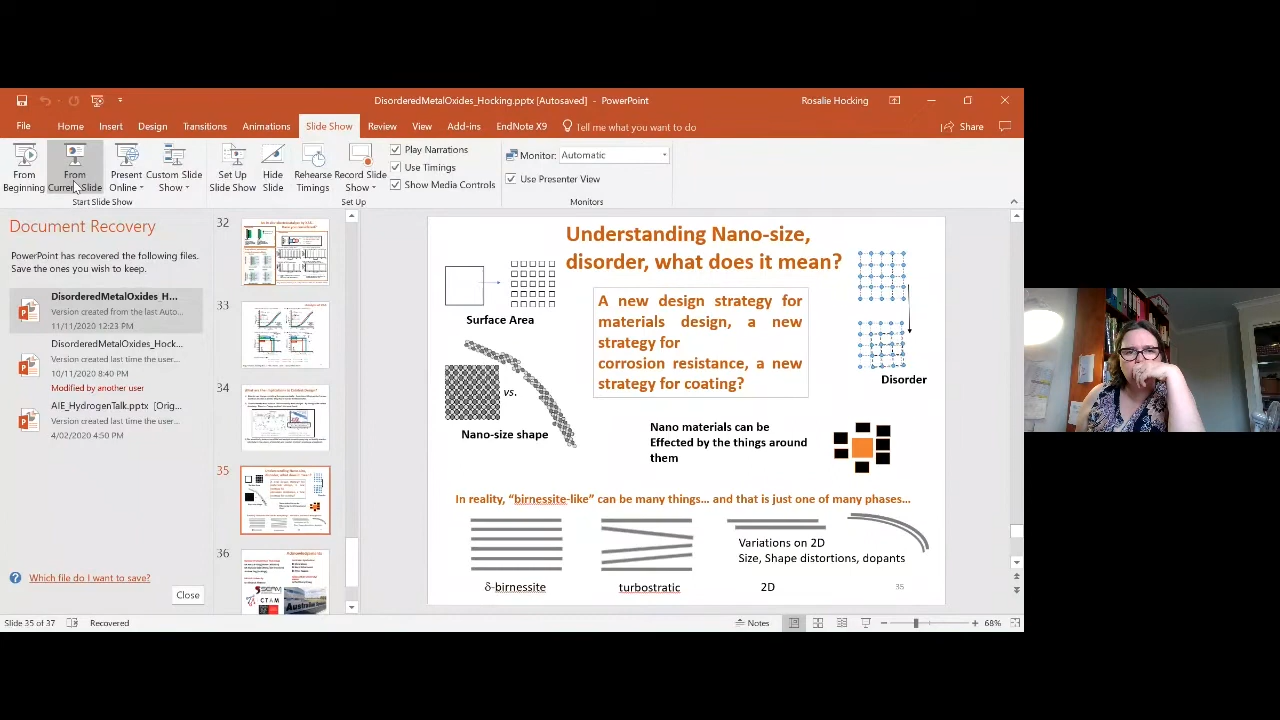 DisorderedMetalOxides_Hocking.pptx [Autosaved] - PowerPoint
Rosalie Hocking
File Home Insert Design Transitions Animations Slide Show Review View Add-ins EndNote X9 Tell me what you want to do Share
From Beginning
From Current Slide
Present Online
Custom Slide Show
Set Up Slide Show
Hide Slide
Rehearse Timings
Record Slide Show
Play Narrations
Use Timings
Show Media Controls
Monitor: Automatic
Use Presenter View
Start Slide Show
Set Up
Monitors
Document Recovery
PowerPoint has recovered the following files.
Save the ones you wish to keep.
DisorderedMetalOxides_H...
Version created from the last Auto...
11/11/2020 12:23 PM
DisorderedMetalOxides_Hock...
Version created last time the user...
10/11/2020 8:40 PM
Modified by another user
AIE_HydrogenTalk.pptx [Orig...
Version created last time the user...
4/02/2020 4:50 PM
Which file do I want to save?
Close
32
33
34
35
36
Understanding Nano-size,
disorder, what does it mean?
Surface Area
A new design strategy for
materials design, a new
strategy for
corrosion resistance, a new
strategy for coating?
Disorder
vs.
Nano-size shape
Nano materials can be
Effected by the things around
them
In reality, “birnessite-like” can be many things… and that is just one of many phases…
Variations on 2D
e, Shape distortions, dopants
δ-birnessite
turbostratic
2D
35
Slide 35 of 37
Recovered
Notes
68%